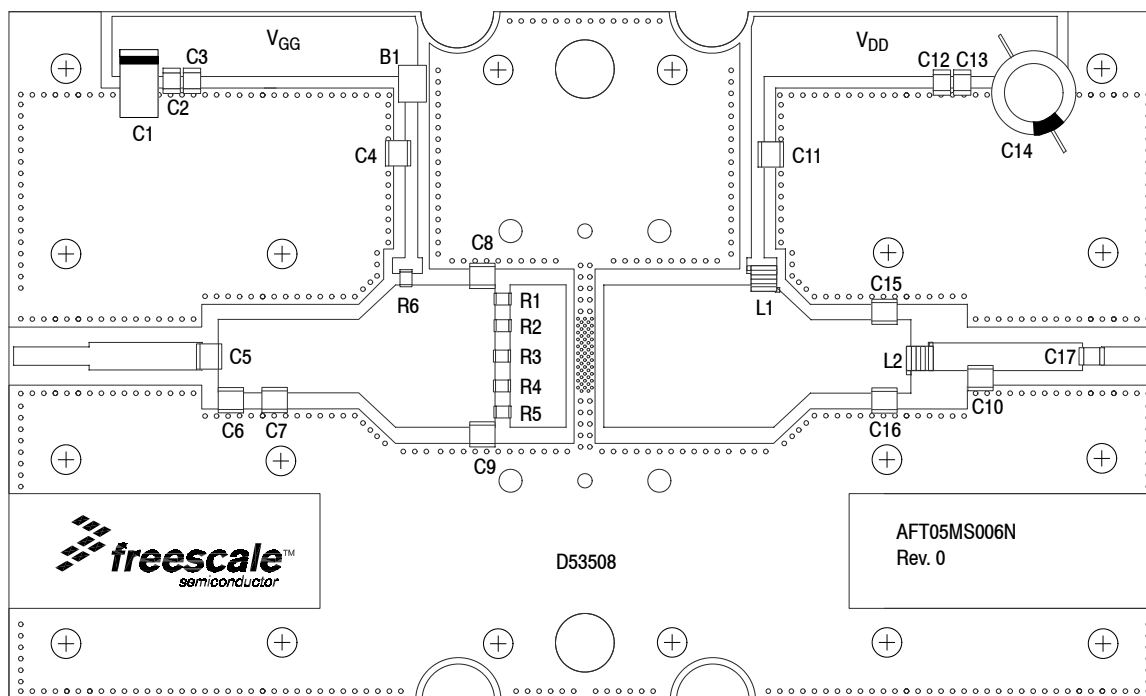 VGG
VDD
C3
B1
C12 C13
C2
C1
C4
C11
C14
C8
R6
R1
L1
C15
R2
C5
R3
L2
C17
R4
R5
C6
C7
C9
C16
C10
freescale™
semiconductor
D53508
AFT05MS006N
Rev. 0